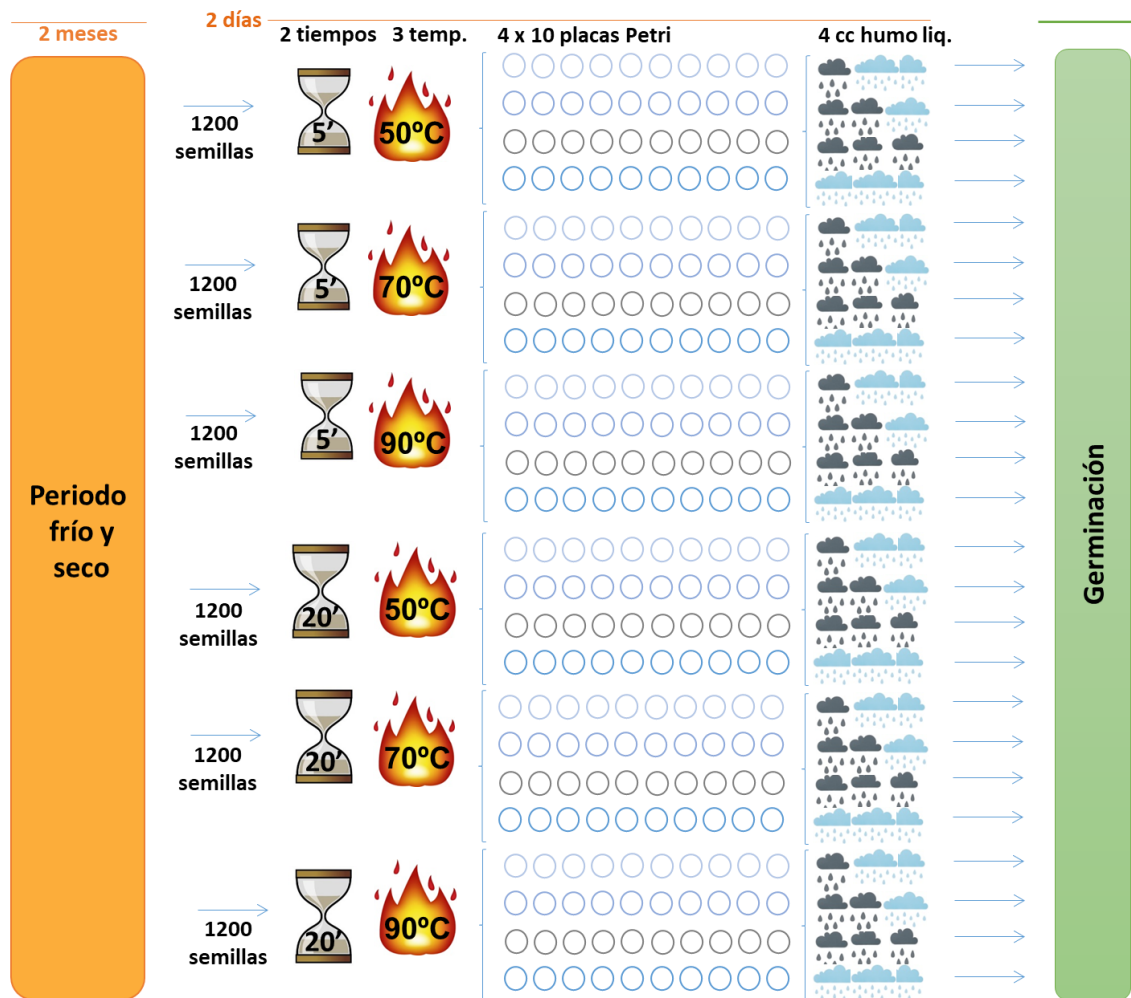 2 meses
2 días
2 tiempos
3 temp.
4 x 10 placas Petri
4 cc humo liq.
Periodo
frío y
seco
1200
semillas
5’
50ºC
1200
semillas
5’
70ºC
1200
semillas
5’
90ºC
1200
semillas
20’
50ºC
1200
semillas
20’
70ºC
1200
semillas
20’
90ºC
Germinación